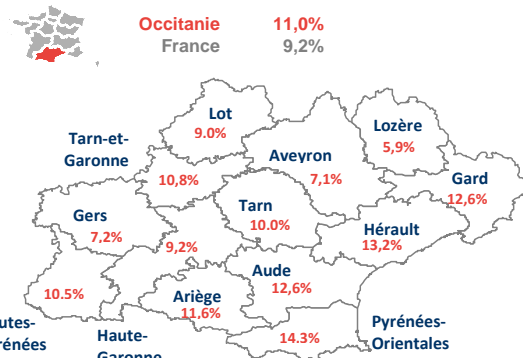 Occitanie 11,0%
France 9,2%
Lot
9.0%
Lozère
5,9%
Tarn-et-
Garonne
10,8%
Aveyron
7,1%
Gard
12,6%
Gers
7,2%
Tarn
10.0%
Hérault
13,2%
9,2%
Aude
12,6%
10.5%
Ariège
11.6%
Haute-
Garonne
14.3%
Pyrénées-
Orientales